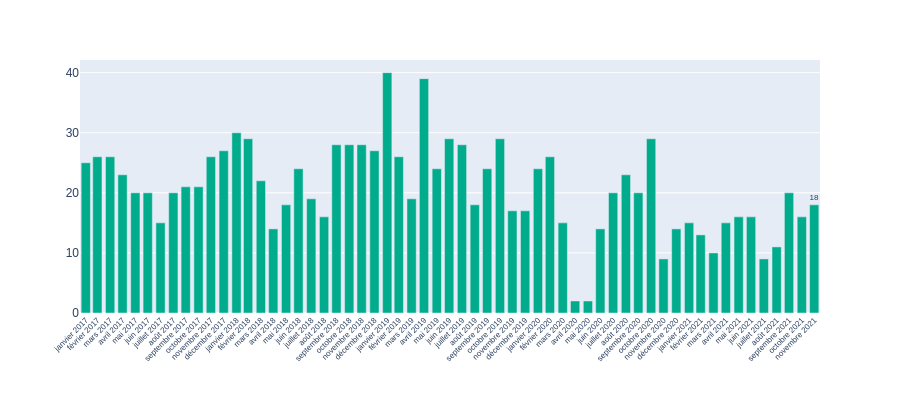 40
30
20
10
0
18
janvier 2017
février 2017
mars 2017
avril 2017
mai 2017
juin 2017
juillet 2017
août 2017
septembre 2017
octobre 2017
novembre 2017
décembre 2017
janvier 2018
février 2018
mars 2018
avril 2018
mai 2018
juin 2018
juillet 2018
août 2018
septembre 2018
octobre 2018
novembre 2018
décembre 2018
janvier 2019
février 2019
mars 2019
avril 2019
mai 2019
juin 2019
juillet 2019
août 2019
septembre 2019
octobre 2019
novembre 2019
décembre 2019
janvier 2020
février 2020
mars 2020
avril 2020
mai 2020
juin 2020
juillet 2020
août 2020
septembre 2020
octobre 2020
novembre 2020
décembre 2020
janvier 2021
février 2021
mars 2021
avril 2021
mai 2021
juin 2021
juillet 2021
août 2021
septembre 2021
octobre 2021
novembre 2021